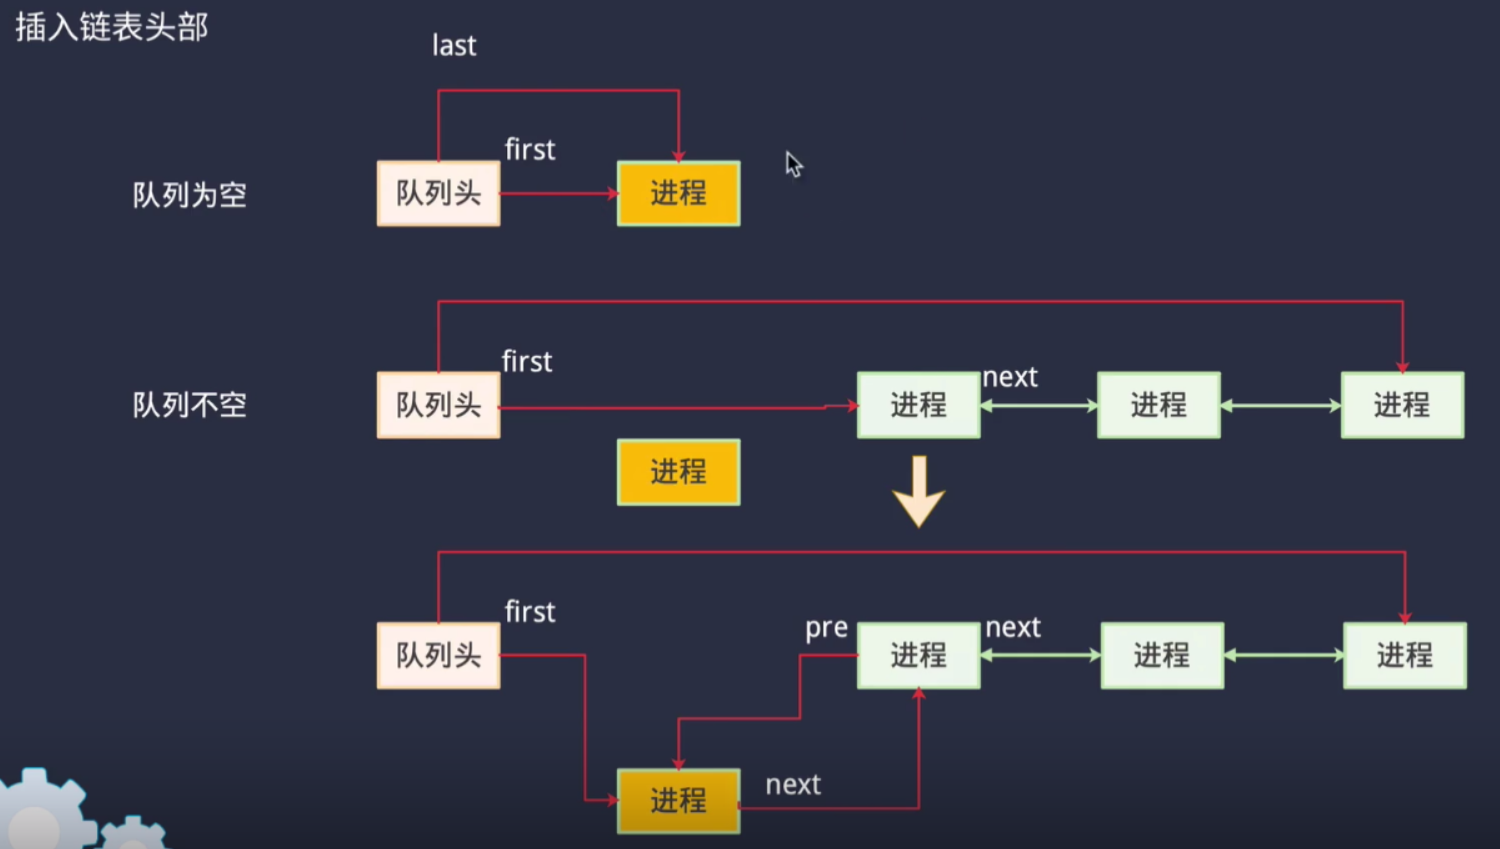 插入链表头部
last
first
队列为空
队列头
进程
first
next
队列不空
队列头
进程
进程
进程
进程
first
pre
next
队列头
进程
进程
进程
进程
next